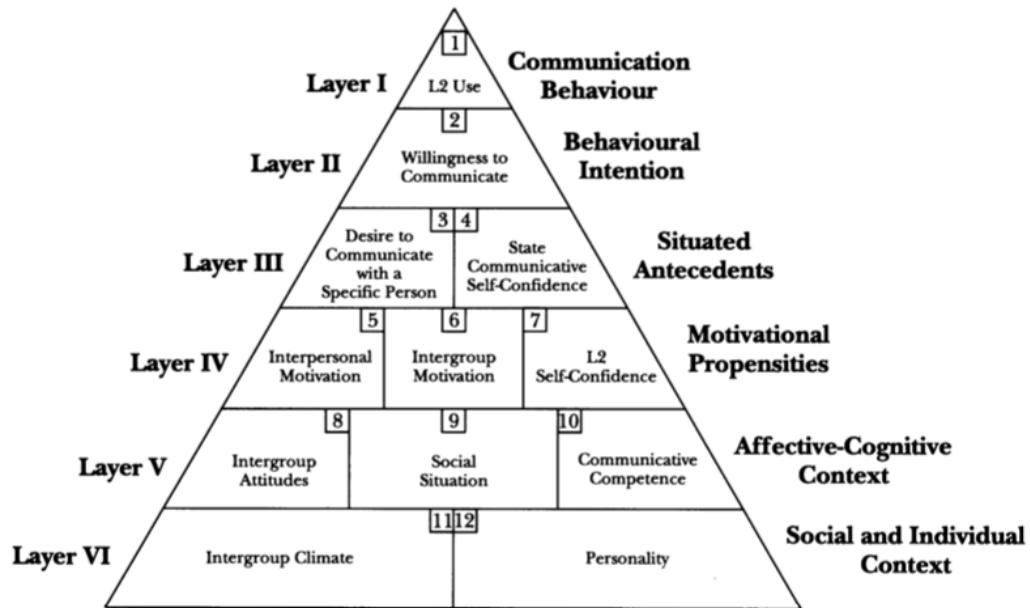 1
Layer I
L2 Use
Communication
Behaviour
2
Layer II
Willingness to
Communicate
Behavioural
Intention
3 4
Layer III
Desire to
Communicate
with a
Specific Person
State
Communicative
Self-Confidence
Situated
Antecedents
5 6 7
Layer IV
Interpersonal
Motivation
Intergroup
Motivation
L2
Self-Confidence
Motivational
Propensities
8 9 10
Layer V
Intergroup
Attitudes
Social
Situation
Communicative
Competence
Affective-Cognitive
Context
11 12
Layer VI
Intergroup Climate
Personality
Social and Individual
Context